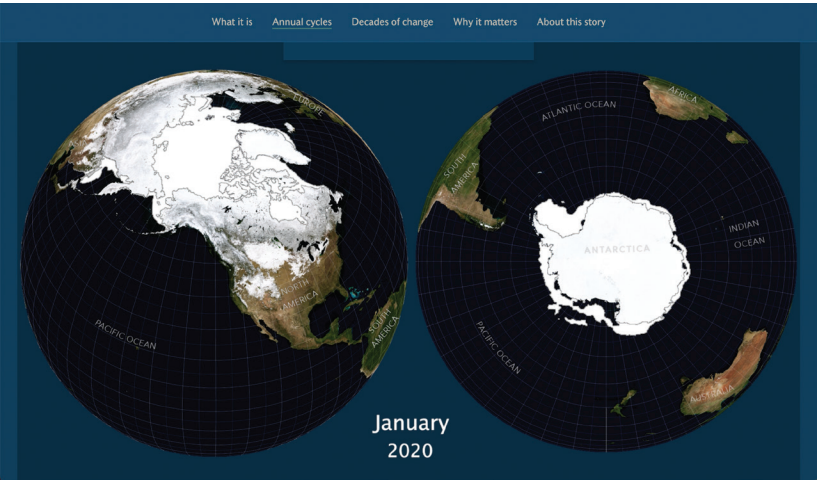 What it is
Annual cycles
Decades of change
Why it matters
About this story
EUROPE
ASIA
NORTH
AMERICA
SOUTH
AMERICA
PACIFIC OCEAN
AFRICA
ATLANTIC OCEAN
SOUTH
AMERICA
INDIAN
OCEAN
ANTARCTICA
PACIFIC OCEAN
AUSTRALIA
January
2020